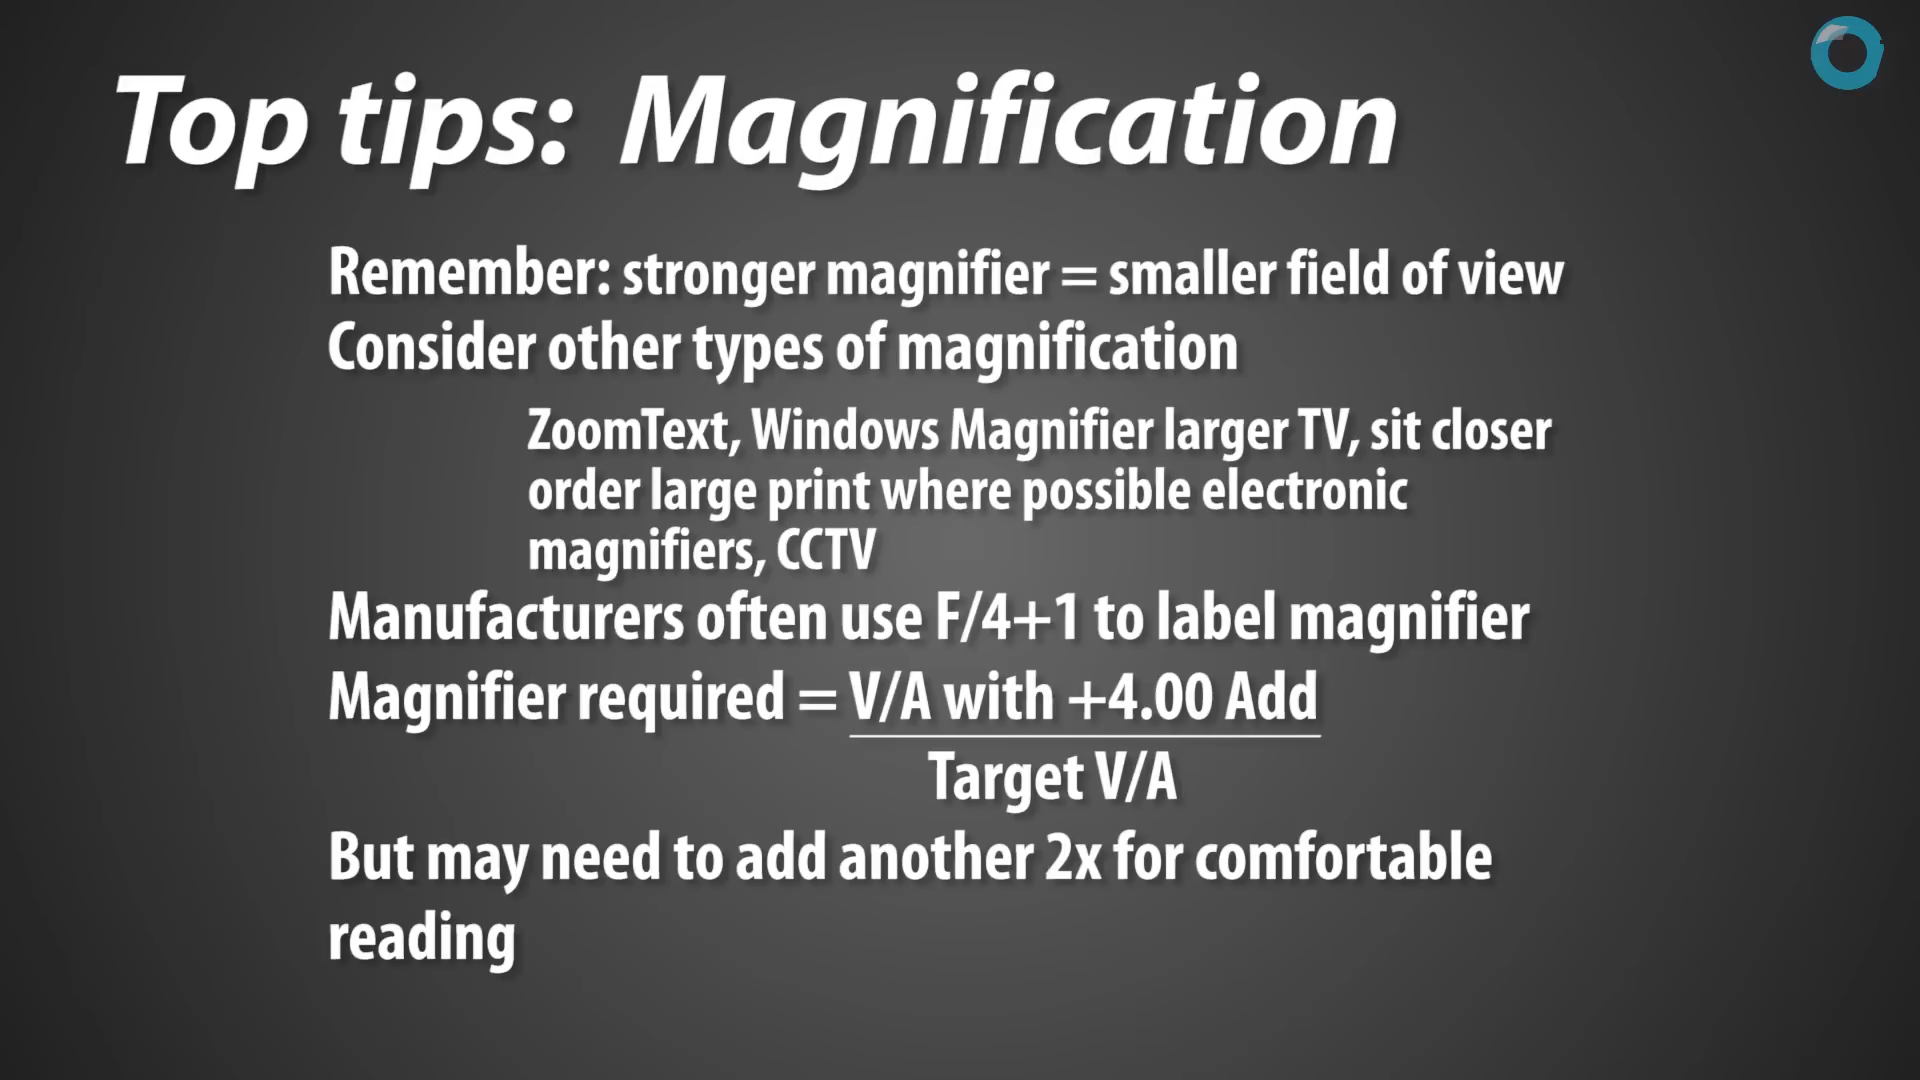 Top tips: Magnification
Remember: stronger magnifier = smaller field of view
Consider other types of magnification
ZoomText, Windows Magnifier larger TV, sit closer
order large print where possible electronic
magnifiers, CCTV
Manufacturers often use F/4+1 to label magnifier
Magnifier required = V/A with +4.00 Add
Target V/A
But may need to add another 2x for comfortable
reading